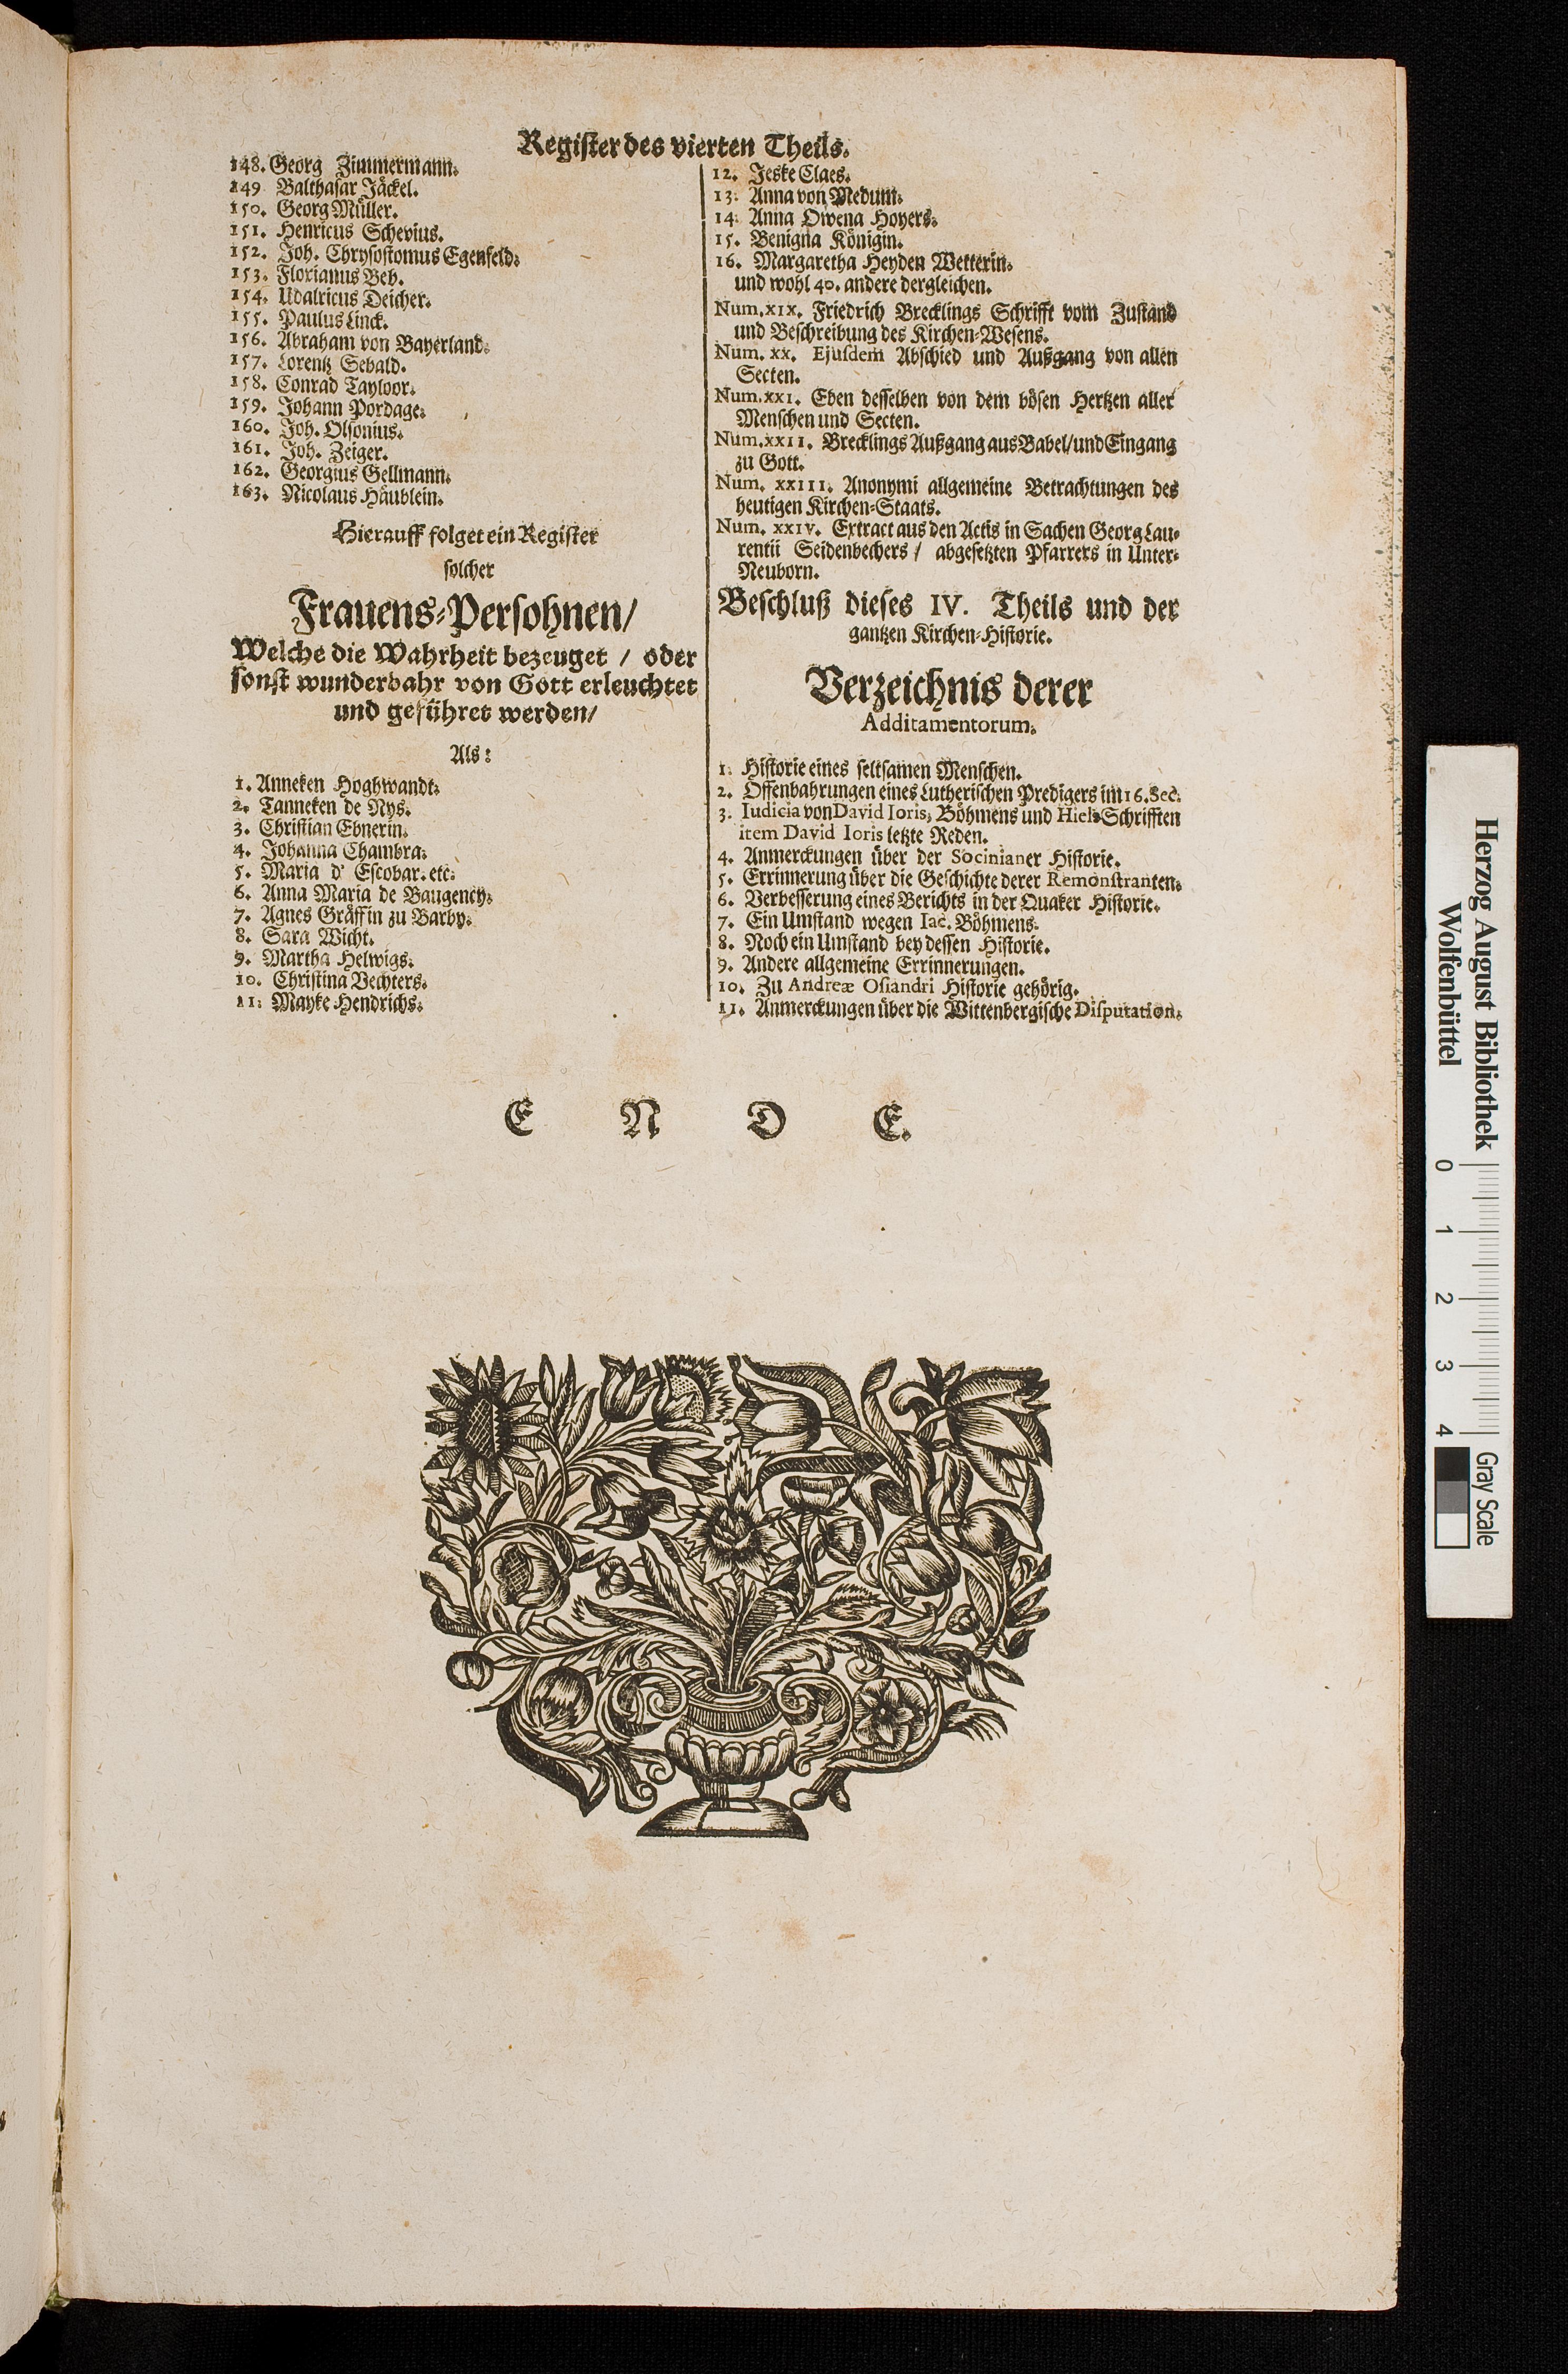 Register des vierten Theils.
148. Georg Zimmermann.
149 Balthasar Jäckel.
150. Georg Müller.
151. Henricus Schevius.
152. Joh. Chrysostomus Egenfeld.
153. Florianus Beb.
154. Udalricus Deicher.
155. Paulus Linck.
156. Abraham von Bayerland.
157. Lorentz Sebald.
158. Conrad Tayloor.
159. Johann Pordage.
160. Joh. Olsonius.
161. Joh. Zeiger.
162. Georgius Gellmann.
163. Nicolaus Häublein.
Hierauff folget ein Register
solcher
Frauens-Persohnen/
Welche die Wahrheit bezeuget / oder
sonst wunderbahr von Gott erleuchtet
und geführet werden/
Als:
1. Anneken Hoghwandt.
2. Tanneken de Nys.
3. Christian Ebnerin.
4. Johanna Chambra.
5. Maria d' Escobar. etc.
6. Anna Maria de Baugency.
7. Agnes Gräffin zu Barby.
8. Sara Wicht.
9. Martha Helwigs.
10. Christina Vechters.
11. Mayke Hendrichs.
12. Jeske Claes.
13. Anna von Medum.
14. Anna Owena Hoyers.
15. Benigna Königin.
16. Margaretha Heyden Wetterin.
und wohl 40. andere dergleichen.
Num. XIX. Friedrich Brecklings Schrifft vom Zustand
und Beschreibung des Kirchen-Wesens.
Num. XX. Ejusdem Abschied und Außgang von allen
Secten.
Num. XXI. Eben desselben von dem bösen Hertzen aller
Menschen und Secten.
Num. XXII. Brecklings Außgang aus Babel/ und Eingang
zu Gott.
Num. XXIII. Anonymi allgemeine Betrachtungen des
heutigen Kirchen-Staats.
Num. XXIV. Extract aus den Actis in Sachen Georg Lau-
rentii Seidenbechers / abgesetzten Pfarrers in Unter-
Neuborn.
Beschluß dieses IV. Theils und der
gantzen Kirchen-Historie.
Verzeichnis derer
Additamentorum.
1. Historie eines seltsamen Menschen.
2. Offenbahrungen eines Lutherischen Predigers im 16. Sec.
3. Iudicia von David Ioris, Böhmens und Hiels Schrifften
item David Ioris letzte Reden.
4. Anmerckungen über der Socinianer Historie.
5. Errinnerung über die Geschichte derer Remonstranten.
6. Verbesserung eines Berichts in der Quaker Historie.
7. Ein Umstand wegen Iac. Böhmens.
8. Noch ein Umstand bey dessen Historie.
9. Andere allgemeine Errinnerungen.
10. Zu Andreæ Osiandri Historie gehörig.
11. Anmerckungen über die Wittenbergische Disputation.
E N D E.
Herzog August Bibliothek
Wolfenbüttel
0 1 2 3 4
Gray Scale